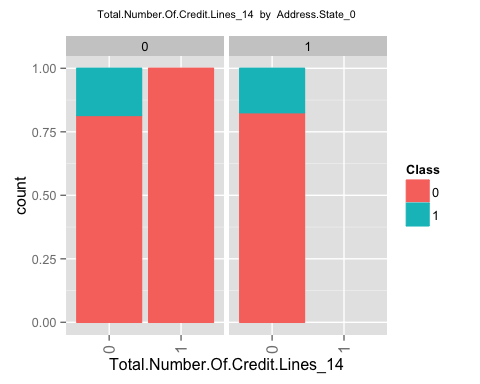 Total.Number.Of.Credit.Lines_14 by Address.State_0
0 1
1.00
0.75
0.50
0.25
0.00
count
0 1 0 1
Total.Number.Of.Credit.Lines_14
Class
0
1